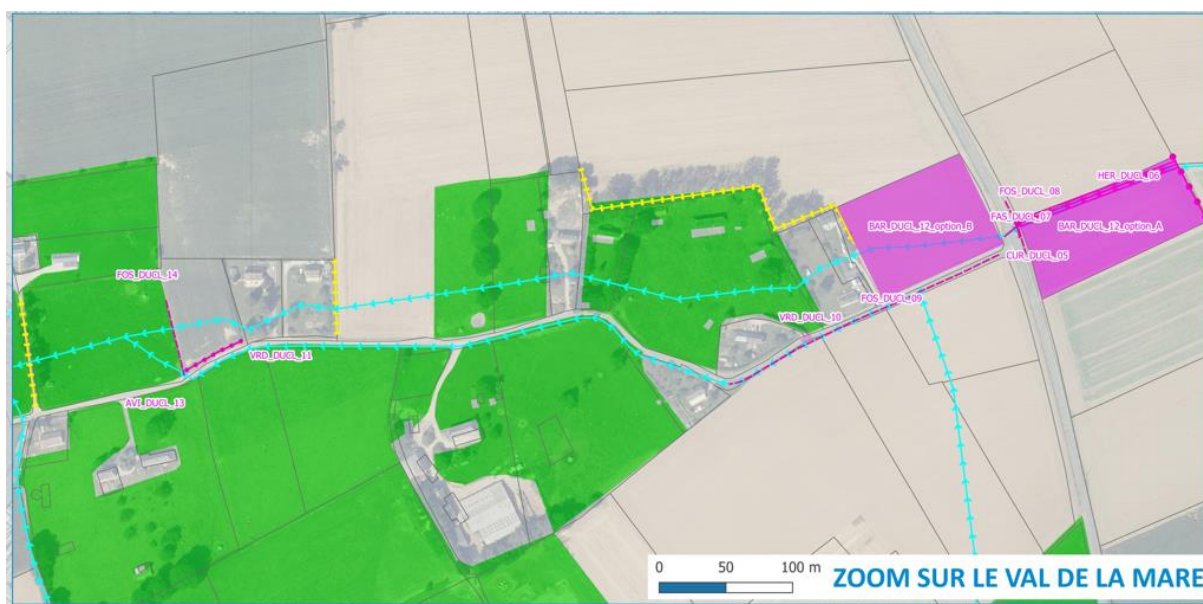 HER_DUCL_06
FOS_DUCL_08
FAS_DUCL_07
BAR_DUCL_12_option_B
BAR_DUCL_12_option_A
CUR_DUCL_05
FOS_DUCL_14
FOS_DUCL_09
VRD_DUCL_10
VRD_DUCL_11
AVI_DUCL_13
0 50 100 m
ZOOM SUR LE VAL DE LA MARE